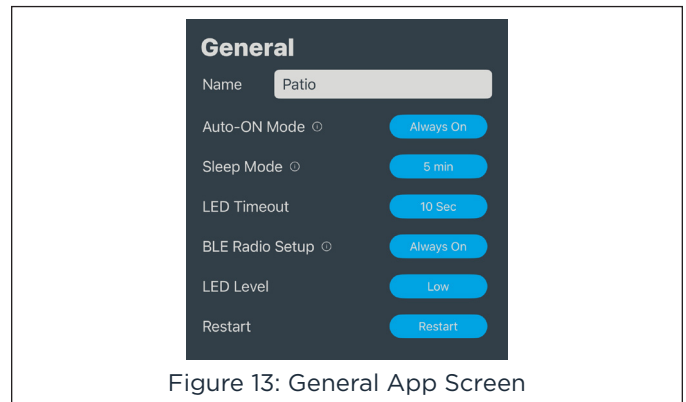 General
Name Patio
Auto-ON Mode ⓘ Always On
Sleep Mode ⓘ 5 min
LED Timeout 10 Sec
BLE Radio Setup ⓘ Always On
LED Level Low
Restart Restart
Figure 13: General App Screen